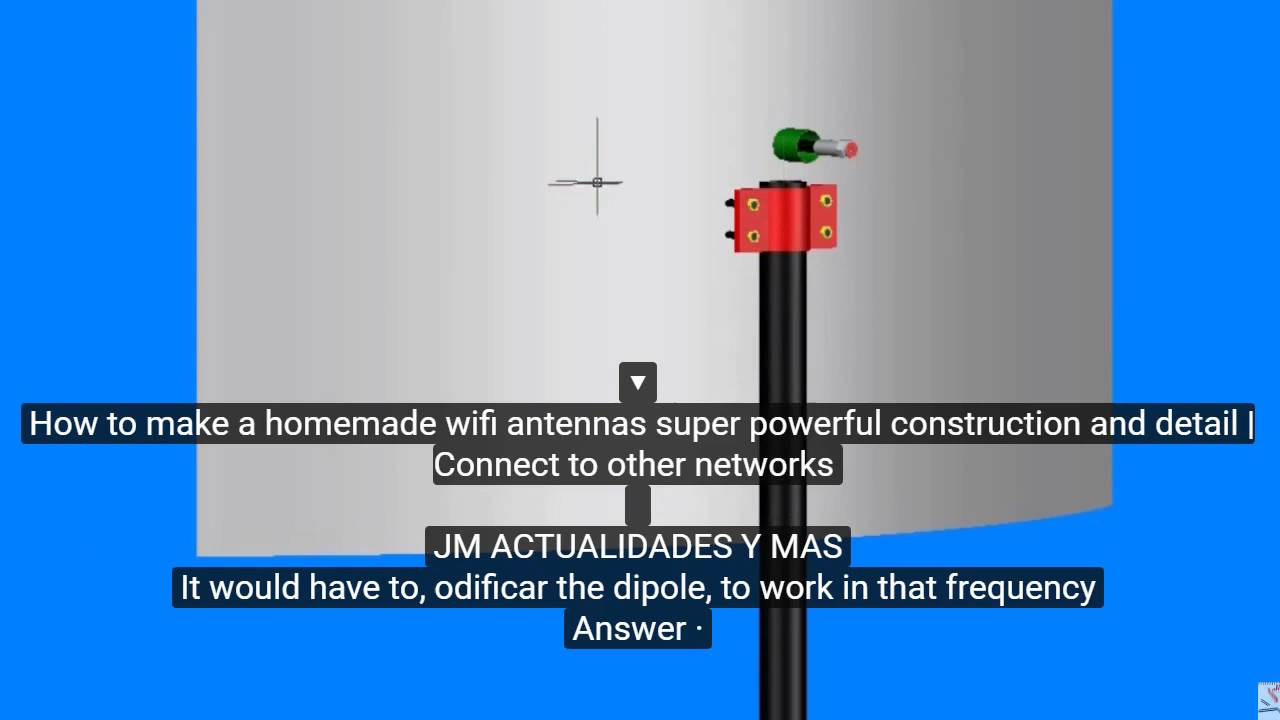 ▼
How to make a homemade wifi antennas super powerful construction and detail |
Connect to other networks
JM ACTUALIDADES Y MAS
It would have to, odificar the dipole, to work in that frequency
Answer ·